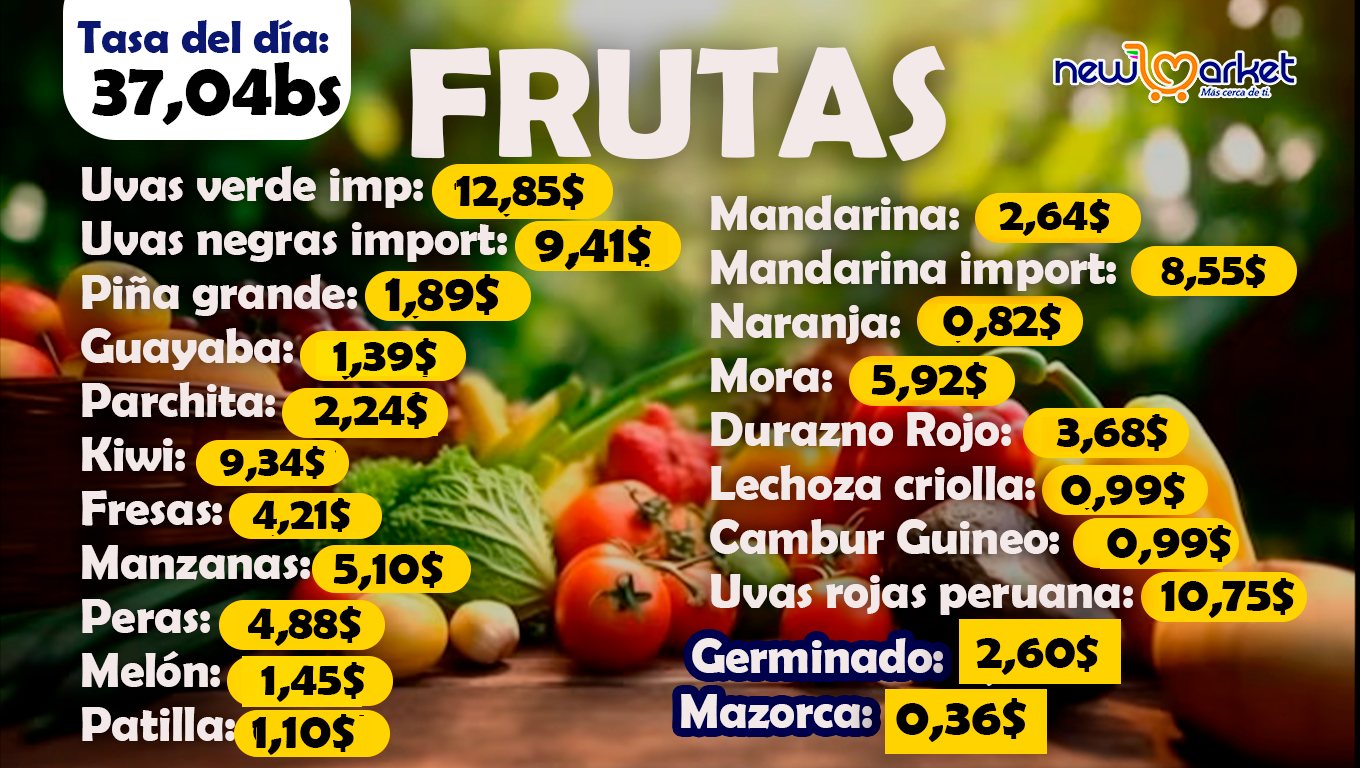 Tasa del día:
37,04bs
FRUTAS
new market
Más cerca de ti.
Uvas verde imp: 12,85$
Uvas negras import: 9,41$
Piña grande: 1,89$
Guayaba: 1,39$
Parchita: 2,24$
Kiwi: 9,34$
Fresas: 4,21$
Manzanas: 5,10$
Peras: 4,88$
Melón: 1,45$
Patilla: 1,10$
Mandarina: 2,64$
Mandarina import: 8,55$
Naranja: 0,82$
Mora: 5,92$
Durazno Rojo: 3,68$
Lechoza criolla: 0,99$
Cambur Guineo: 0,99$
Uvas rojas peruana: 10,75$
Germinado: 2,60$
Mazorca: 0,36$